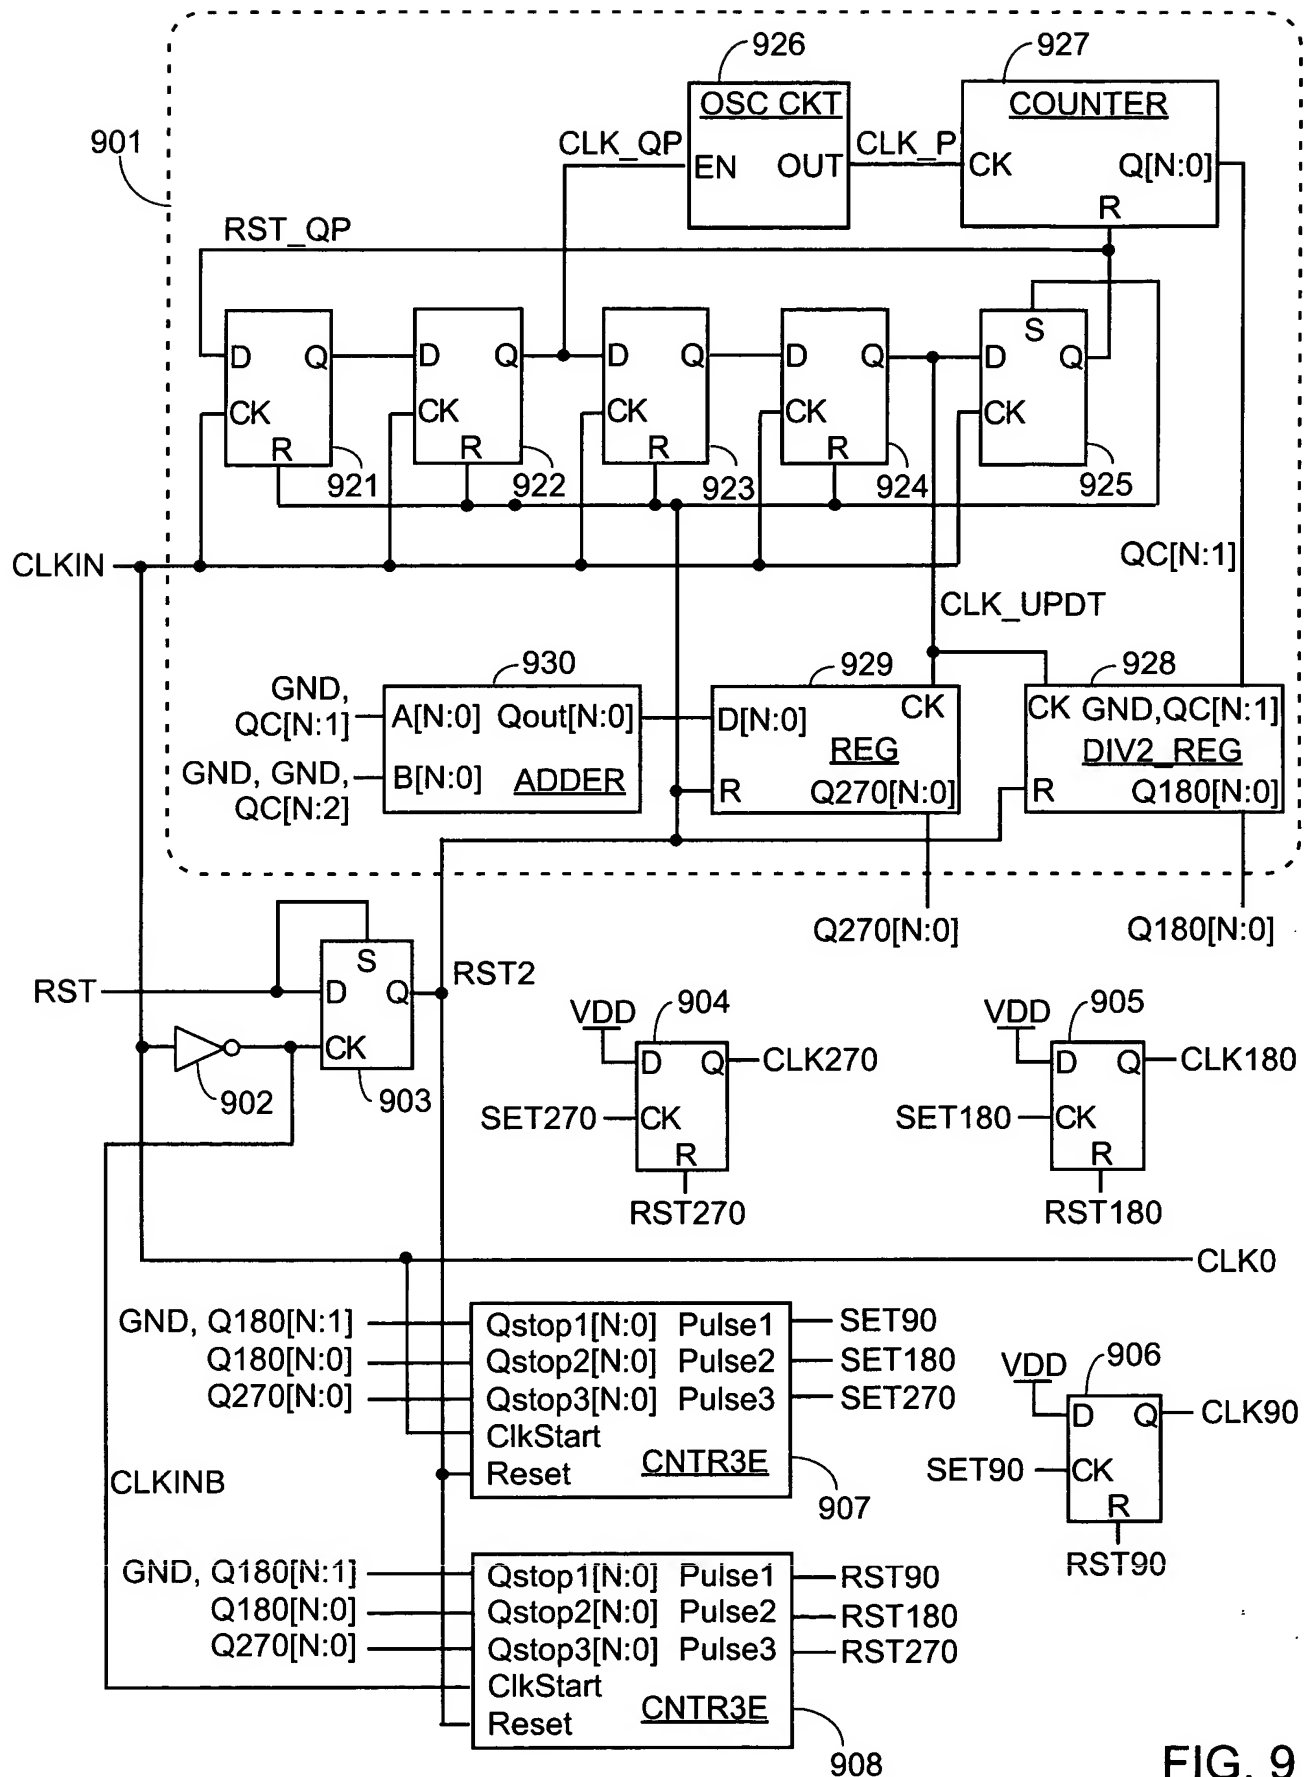 926
927
OSC CKT
COUNTER
901
CLK_QP
CLK_P
EN
OUT
CK
Q[N:0]
R
RST_QP
D
Q
D
Q
D
Q
D
Q
S
D
Q
CK
CK
CK
CK
CK
R
R
R
R
921
922
923
924
925
CLKIN
QC[N:1]
CLK_UPDT
930
929
928
GND,
QC[N:1]
A[N:0]
Qout[N:0]
D[N:0]
CK
CK
GND,QC[N:1]
REG
DIV2_REG
GND, GND,
QC[N:2]
B[N:0]
ADDER
R
Q270[N:0]
R
Q180[N:0]
Q270[N:0]
Q180[N:0]
RST
S
D
Q
CK
RST2
902
903
VDD
904
D
Q
CLK270
SET270
CK
R
RST270
VDD
905
D
Q
CLK180
SET180
CK
R
RST180
CLK0
GND, Q180[N:1]
Qstop1[N:0]
Pulse1
SET90
Q180[N:0]
Qstop2[N:0]
Pulse2
SET180
Q270[N:0]
Qstop3[N:0]
Pulse3
SET270
ClkStart
Reset
CNTR3E
907
VDD
906
D
Q
CLK90
SET90
CK
R
RST90
CLKINB
GND, Q180[N:1]
Qstop1[N:0]
Pulse1
RST90
Q180[N:0]
Qstop2[N:0]
Pulse2
RST180
Q270[N:0]
Qstop3[N:0]
Pulse3
RST270
ClkStart
Reset
CNTR3E
908
FIG. 9